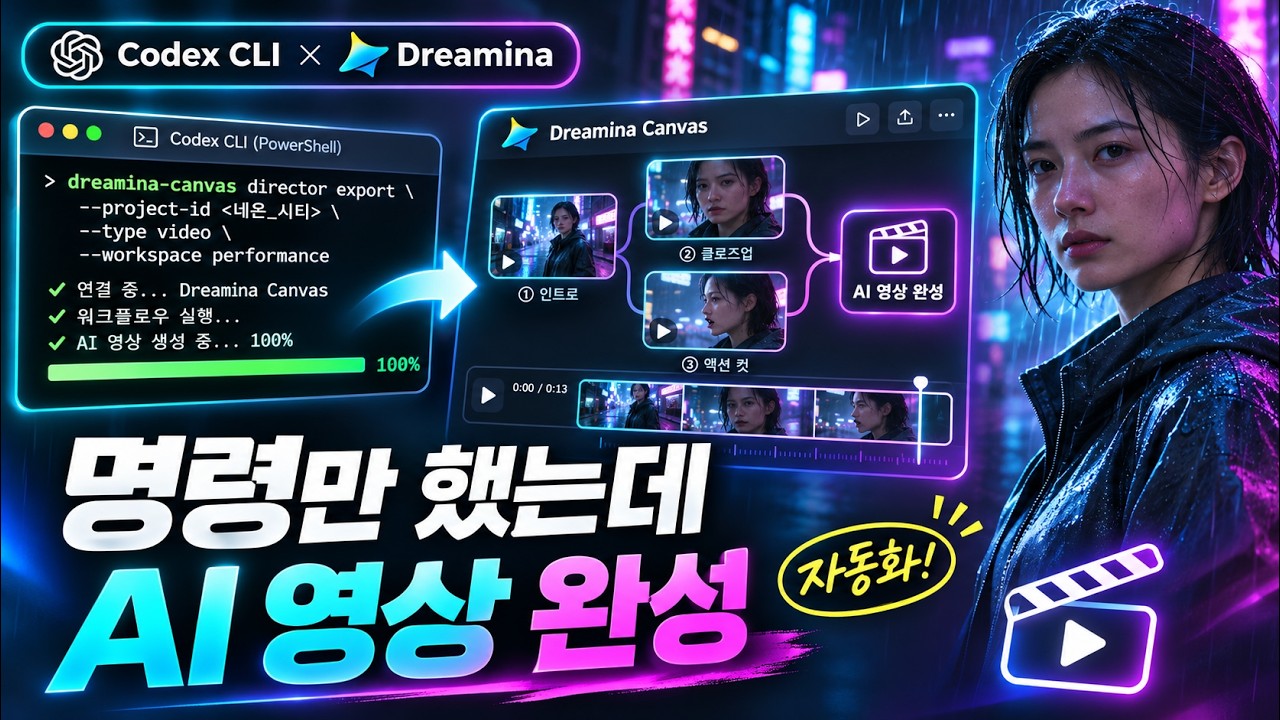 Codex CLI × Dreamina
Codex CLI (PowerShell)
> dreamina-canvas director export \
--project-id <네온_시티> \
--type video \
--workspace performance
✓ 연결 중... Dreamina Canvas
✓ 워크플로우 실행...
✓ AI 영상 생성 중... 100%
100%
Dreamina Canvas
① 인트로
② 클로즈업
③ 액션 컷
AI 영상 완성
0:00 / 0:13
명령만 했는데
AI 영상 완성
자동화!